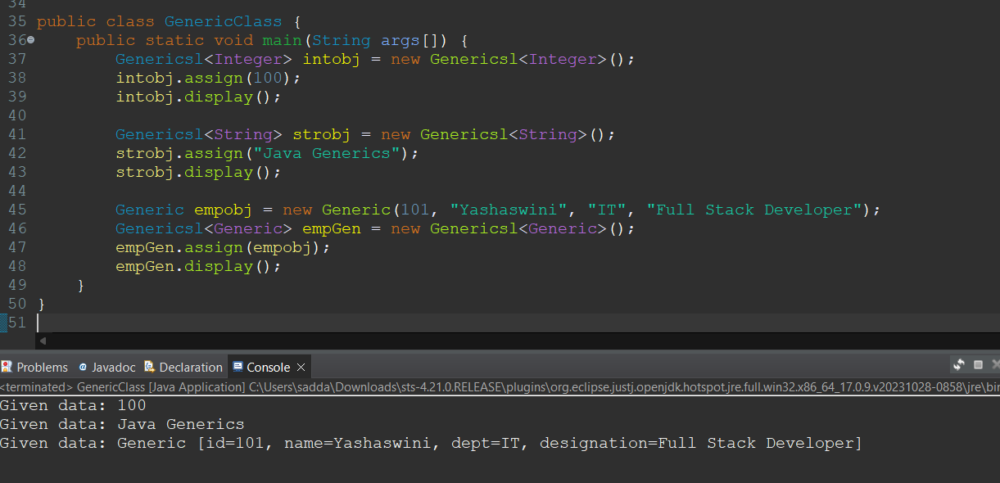 34
35 public class GenericClass {
36 public static void main(String args[]) {
37 Genericsl<Integer> intobj = new Genericsl<Integer>();
38 intobj.assign(100);
39 intobj.display();
40
41 Genericsl<String> strobj = new Genericsl<String>();
42 strobj.assign("Java Generics");
43 strobj.display();
44
45 Generic empobj = new Generic(101, "Yashaswini", "IT", "Full Stack Developer");
46 Genericsl<Generic> empGen = new Genericsl<Generic>();
47 empGen.assign(empobj);
48 empGen.display();
49 }
50 }
51
Problems @ Javadoc Declaration Console
<terminated> GenericClass [Java Application] C:\Users\sadda\Downloads\sts-4.21.0.RELEASE\plugins\org.eclipse.justj.openjdk.hotspot.jre.full.win32.x86_64_17.0.9.v20231028-0858\jre\bin
Given data: 100
Given data: Java Generics
Given data: Generic [id=101, name=Yashaswini, dept=IT, designation=Full Stack Developer]